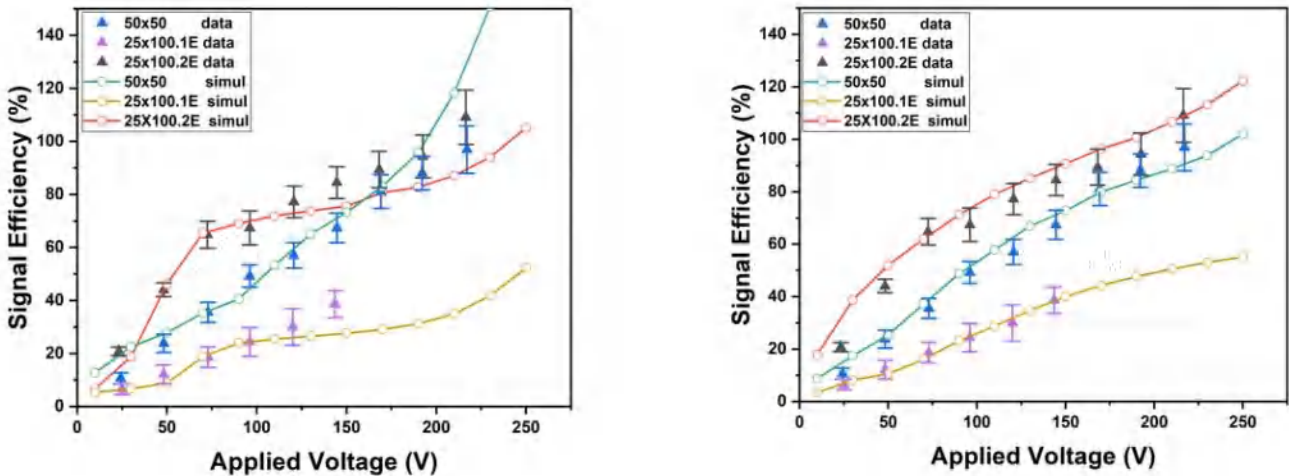 140
120
100
80
60
40
20
0
Signal Efficiency (%)
50x50 data
25x100.1E data
25x100.2E data
50x50 simul
25x100.1E simul
25X100.2E simul
0 50 100 150 200 250
Applied Voltage (V)
140
120
100
80
60
40
20
0
Signal Efficiency (%)
50x50 data
25x100.1E data
25x100.2E data
50x50 simul
25x100.1E simul
25X100.2E simul
0 50 100 150 200 250
Applied Voltage (V)